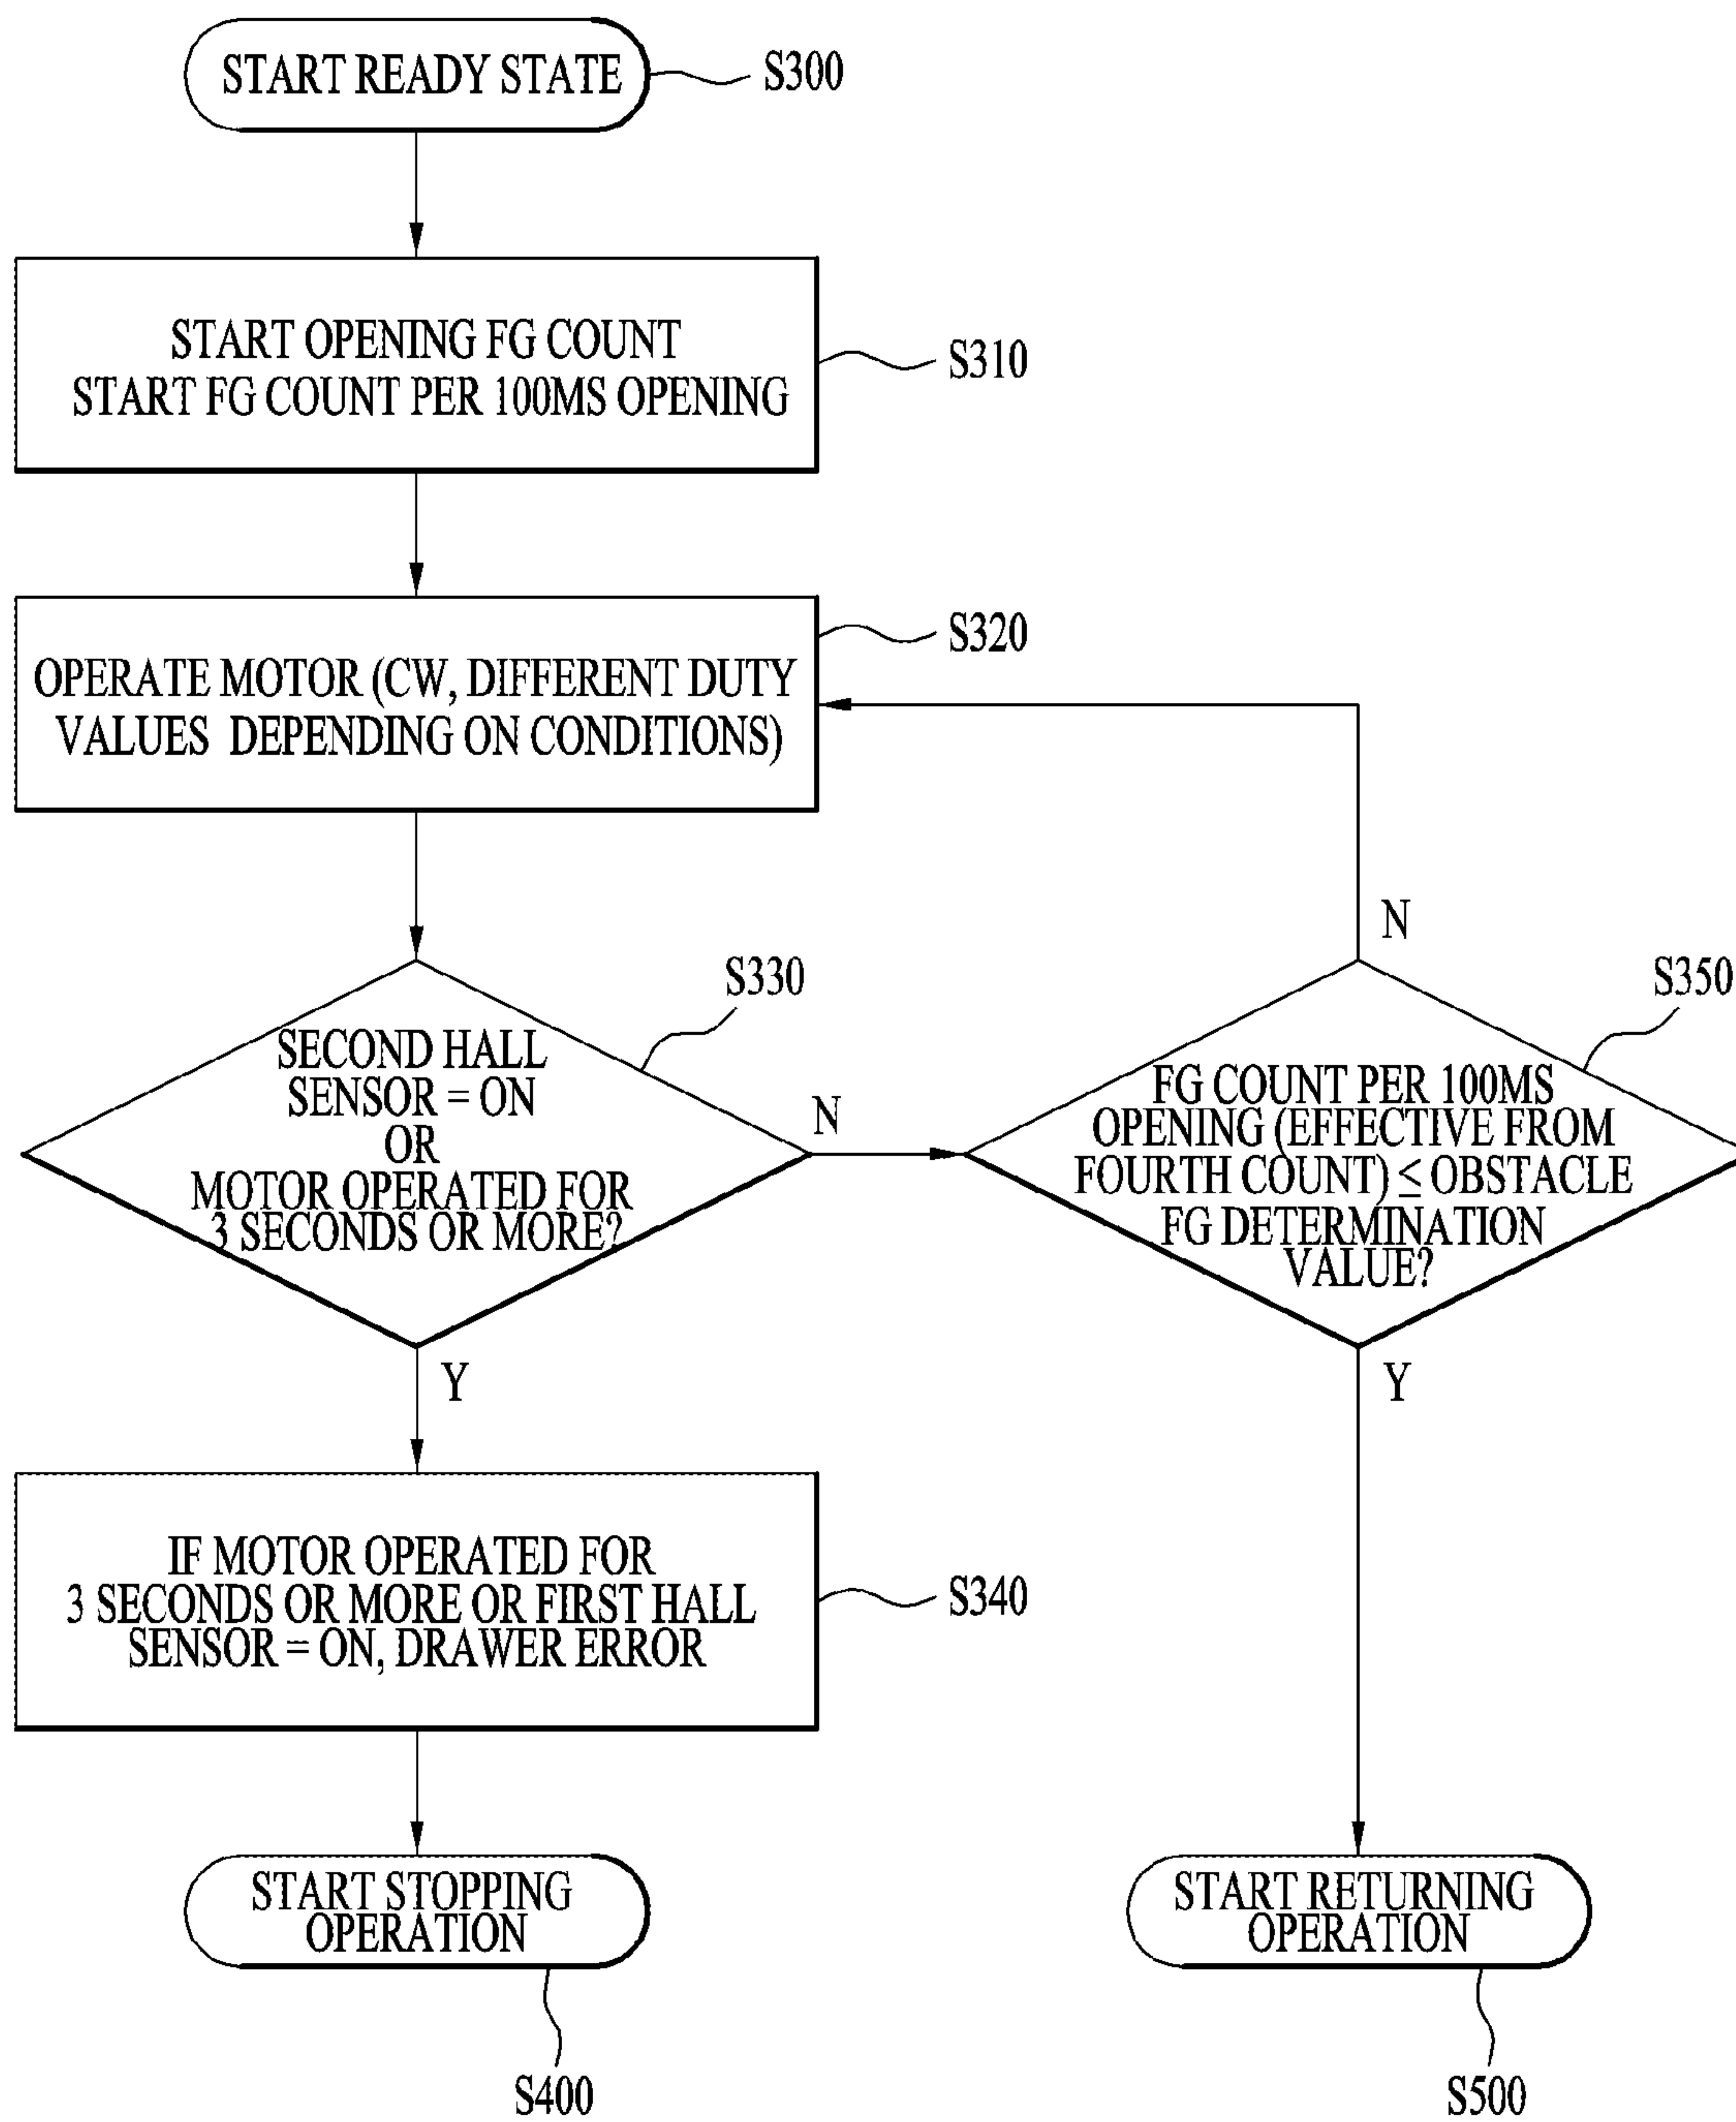 START READY STATE
S300
START OPENING FG COUNT
START FG COUNT PER 100MS OPENING
S310
OPERATE MOTOR (CW, DIFFERENT DUTY
VALUES DEPENDING ON CONDITIONS)
S320
SECOND HALL
SENSOR = ON
OR
MOTOR OPERATED FOR
3 SECONDS OR MORE?
S330
N
Y
FG COUNT PER 100MS
OPENING (EFFECTIVE FROM
FOURTH COUNT) ≤ OBSTACLE
FG DETERMINATION
VALUE?
S350
N
Y
IF MOTOR OPERATED FOR
3 SECONDS OR MORE OR FIRST HALL
SENSOR = ON, DRAWER ERROR
S340
START STOPPING
OPERATION
S400
START RETURNING
OPERATION
S500